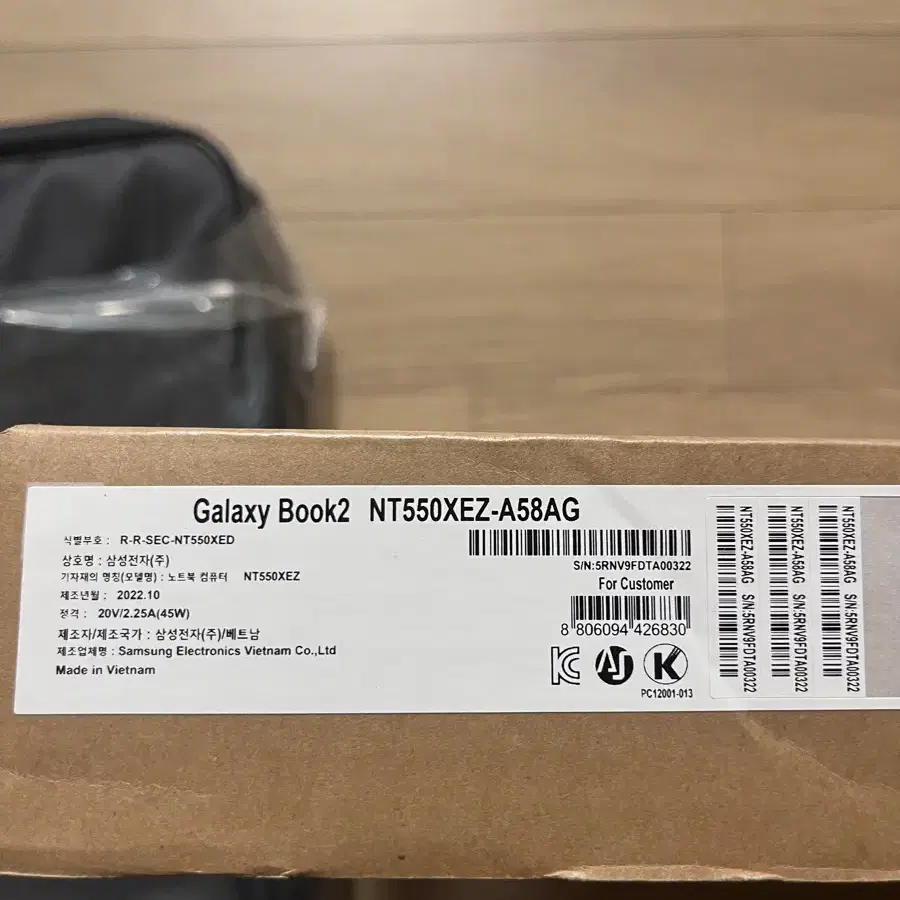 Galaxy Book2 NT550XEZ-A58AG
식별부호 : R-R-SEC-NT550XED
상호명 : 삼성전자(주)
기자재의 명칭(모델명) : 노트북 컴퓨터 NT550XEZ
제조년월 : 2022.10
정격 : 20V/2.25A(45W)
제조자/제조국가 : 삼성전자(주)/베트남
제조업체명 : Samsung Electronics Vietnam Co.,Ltd
Made in Vietnam
S/N:5RNV9FDTA00322
For Customer
8 806094 426830
PC12001-013
NT550XEZ-A58AG S/N:5RNV9FDTA00322
NT550XEZ-A58AG S/N:5RNV9FDTA00322
NT550XEZ-A58AG S/N:5RNV9FDTA00322